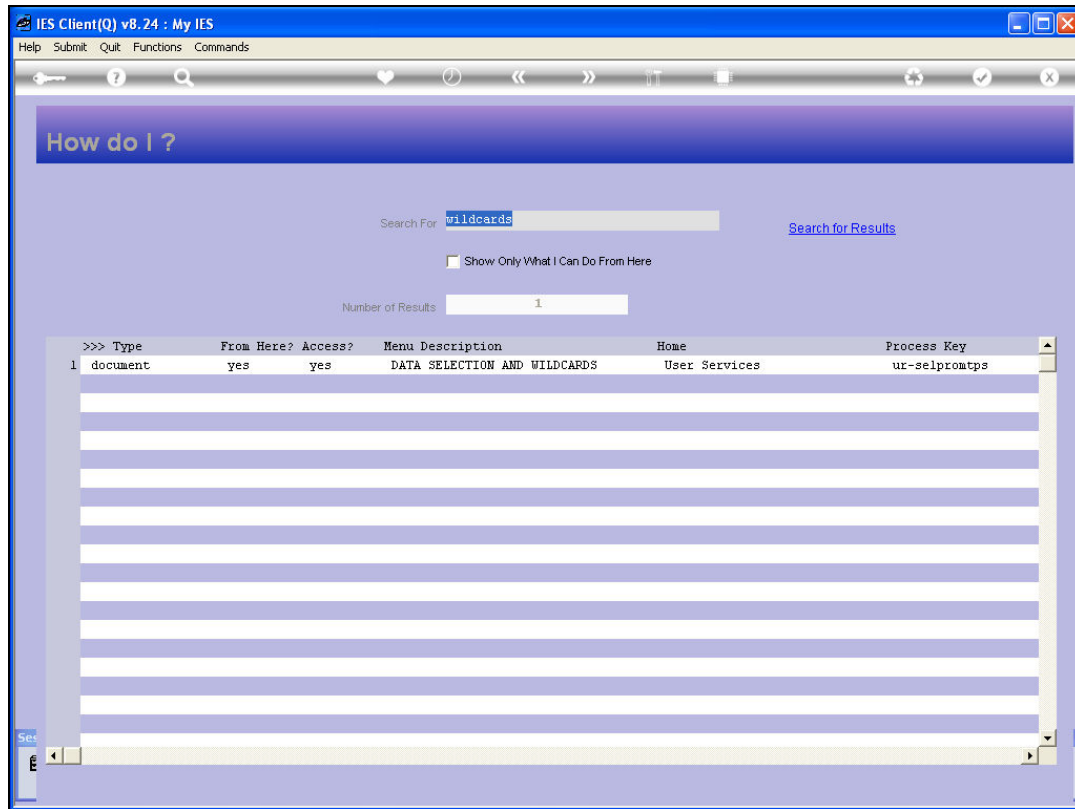 IES Client(Q) v8.24 : My IES
Help Submit Quit Functions Commands
How do I ?
Search For wildcards
Search for Results
Show Only What I Can Do From Here
Number of Results 1
>>> Type From Here? Access? Menu Description Home Process Key
1 document yes yes DATA SELECTION AND WILDCARDS User Services ur-selpromtps
Ses